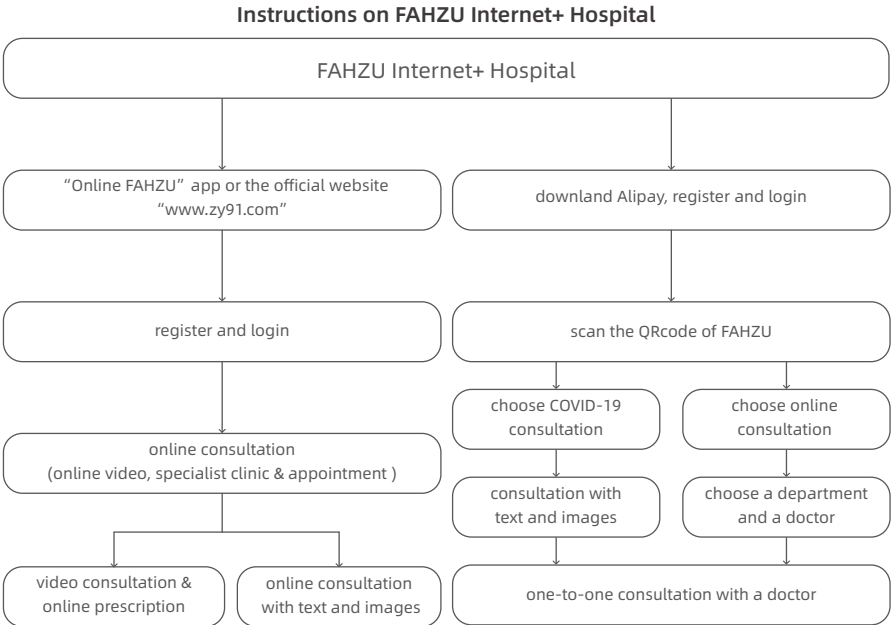 Instructions on FAHZU Internet+ Hospital
FAHZU Internet+ Hospital
“Online FAHZU” app or the official website
“www.zy91.com”
downland Alipay, register and login
register and login
scan the QRcode of FAHZU
choose COVID-19
consultation
choose online
consultation
online consultation
(online video, specialist clinic & appointment )
consultation with
text and images
choose a department
and a doctor
video consultation &
online prescription
online consultation
with text and images
one-to-one consultation with a doctor